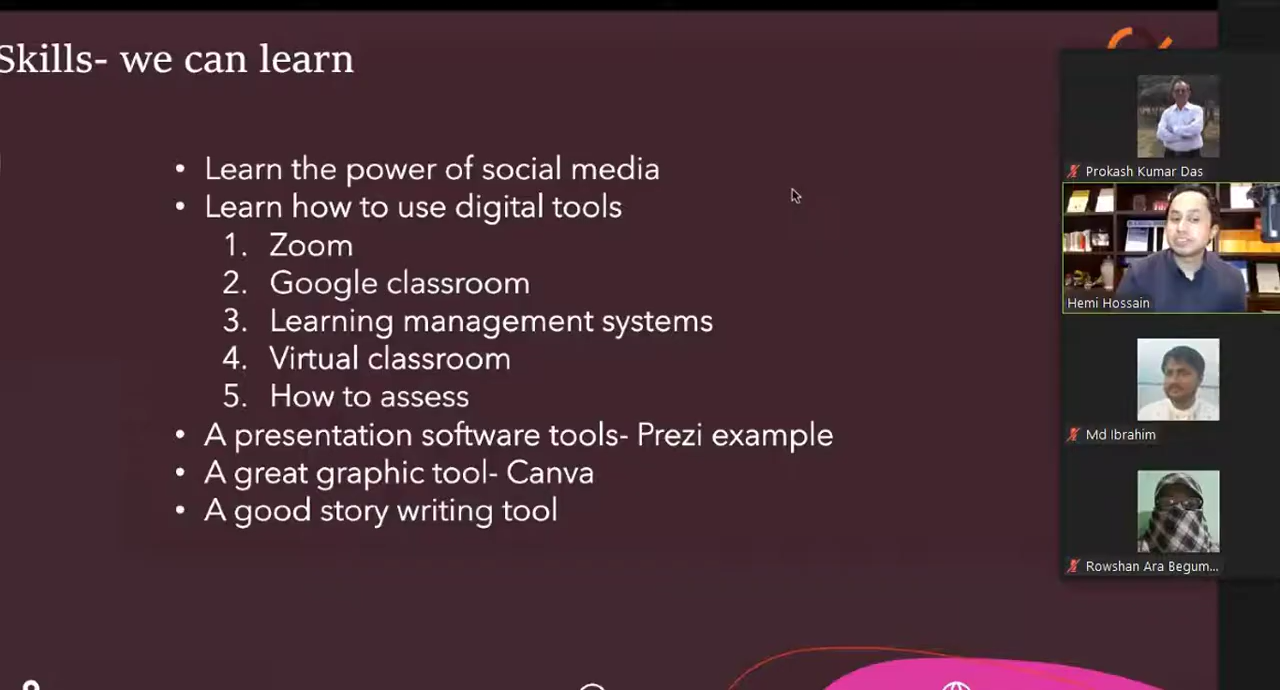 Skills- we can learn
• Learn the power of social media
• Learn how to use digital tools
1. Zoom
2. Google classroom
3. Learning management systems
4. Virtual classroom
5. How to assess
• A presentation software tools- Prezi example
• A great graphic tool- Canva
• A good story writing tool
Prokash Kumar Das
Hemi Hossain
Md Ibrahim
Rowshan Ara Begum...